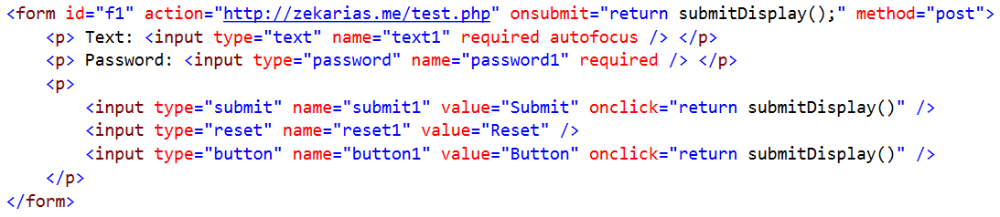 <form id="f1" action="http://zekarias.me/test.php" onsubmit="return submitDisplay();" method="post">
<p> Text: <input type="text" name="text1" required autofocus /> </p>
<p> Password: <input type="password" name="password1" required /> </p>
<p>
<input type="submit" name="submit1" value="Submit" onclick="return submitDisplay()" />
<input type="reset" name="reset1" value="Reset" />
<input type="button" name="button1" value="Button" onclick="return submitDisplay()" />
</p>
</form>